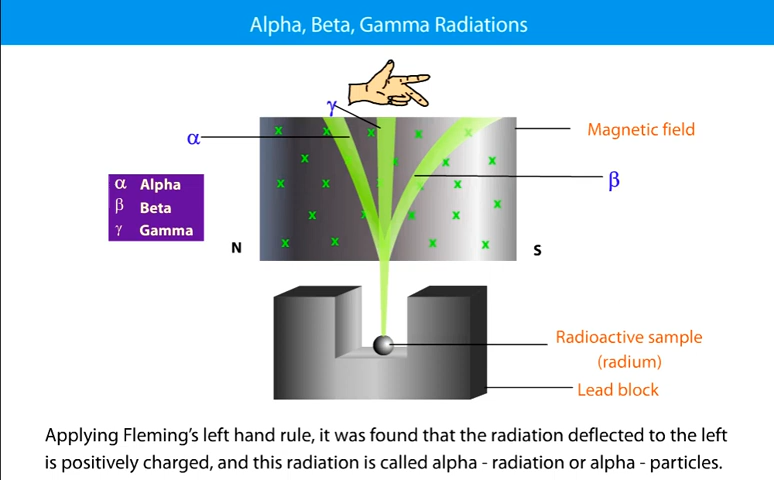 Alpha, Beta, Gamma Radiations
γ
α
Magnetic field
β
α Alpha
β Beta
γ Gamma
N
S
x x x x x
x x x x
x x x x
x x x x x
x x x x
Radioactive sample
(radium)
Lead block
Applying Fleming's left hand rule, it was found that the radiation deflected to the left
is positively charged, and this radiation is called alpha - radiation or alpha - particles.